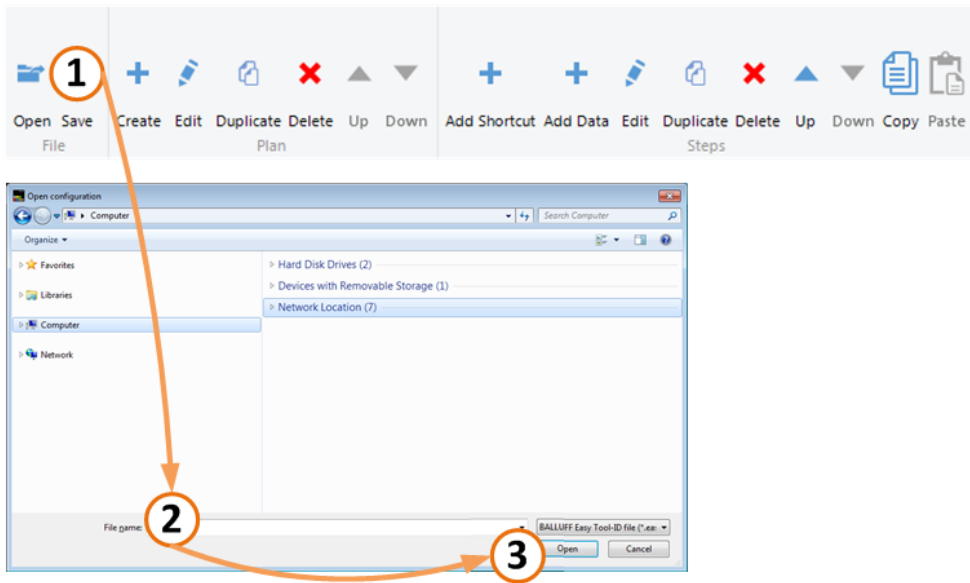 1
Open Save Create Edit Duplicate Delete Up Down Add Shortcut Add Data Edit Duplicate Delete Up Down Copy Paste
File Plan Steps
Open configuration
Computer Search Computer
Organize
Favorites
Hard Disk Drives (2)
Devices with Removable Storage (1)
Libraries
Network Location (7)
Computer
Network
2
File name: BALLUFF Easy Tool-ID file (*.ea
3
Open Cancel